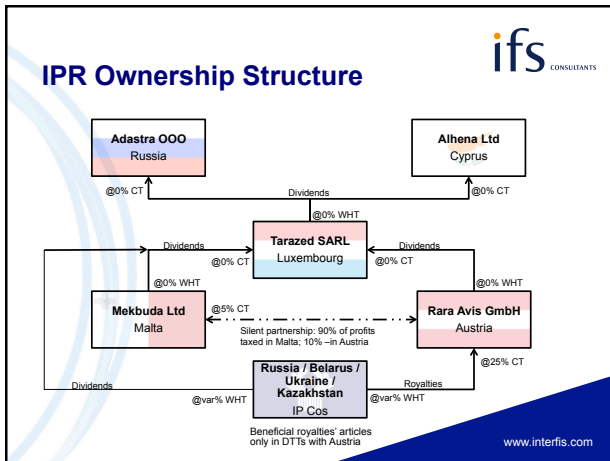 ifs CONSULTANTS
IPR Ownership Structure
Adastra OOO
Russia
Alhena Ltd
Cyprus
@0% CT
Dividends
@0% CT
@0% WHT
Dividends
Tarazed SARL
Dividends
@0% CT
Luxembourg
@0% CT
@0% WHT
@0% WHT
Mekbuda Ltd
Malta
@5% CT
Silent partnership: 90% of profits
taxed in Malta; 10% –in Austria
Rara Avis GmbH
Austria
@25% CT
Dividends
@var% WHT
Russia / Belarus /
Ukraine /
Kazakhstan
IP Cos
Royalties
@var% WHT
Beneficial royalties’ articles
only in DTTs with Austria
www.interfis.com